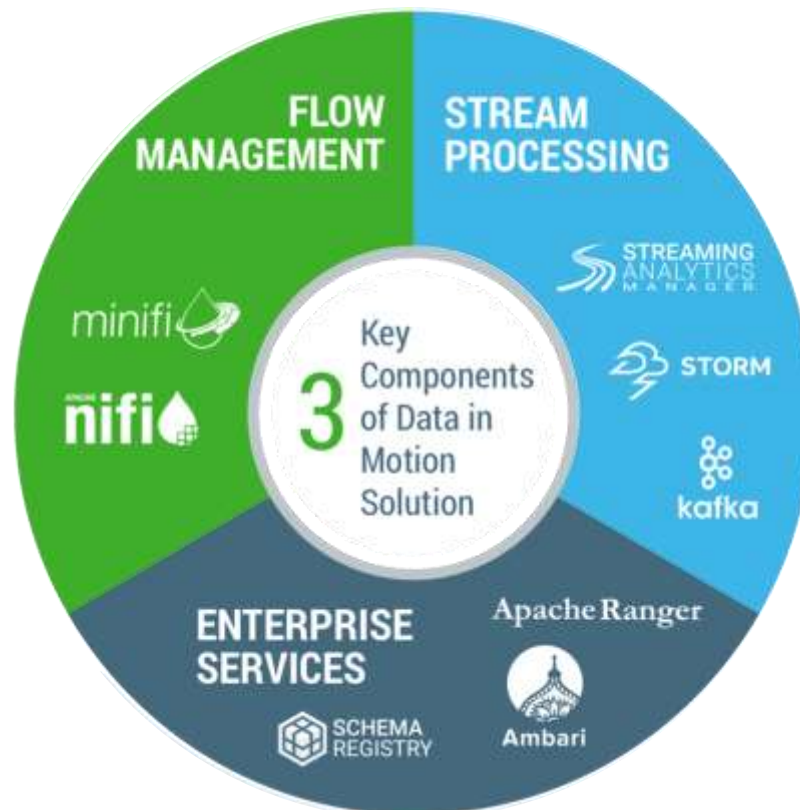 FLOW
MANAGEMENT
minifi
APACHE
nifi
STREAM
PROCESSING
STREAMING
ANALYTICS
MANAGER
STORM
kafka
3
Key
Components
of Data in
Motion
Solution
ENTERPRISE
SERVICES
Apache Ranger
SCHEMA
REGISTRY
Ambari